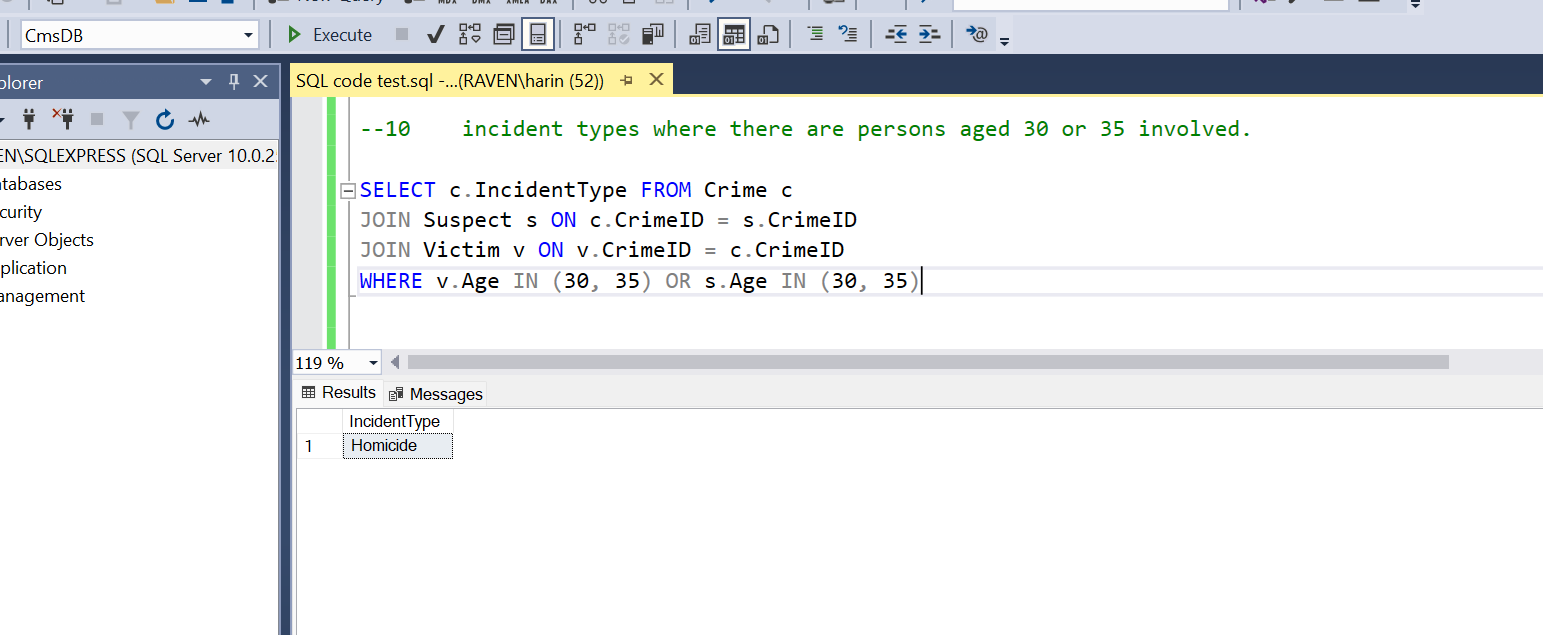 CmsDB
Execute
plorer
SQL code test.sql -...(RAVEN\harin (52))
EN\SQLEXPRESS (SQL Server 10.0.2
atabases
curity
rver Objects
plication
anagement
--10    incident types where there are persons aged 30 or 35 involved.
SELECT c.IncidentType FROM Crime c
JOIN Suspect s ON c.CrimeID = s.CrimeID
JOIN Victim v ON v.CrimeID = c.CrimeID
WHERE v.Age IN (30, 35) OR s.Age IN (30, 35)
119 %
Results Messages
IncidentType
1 Homicide